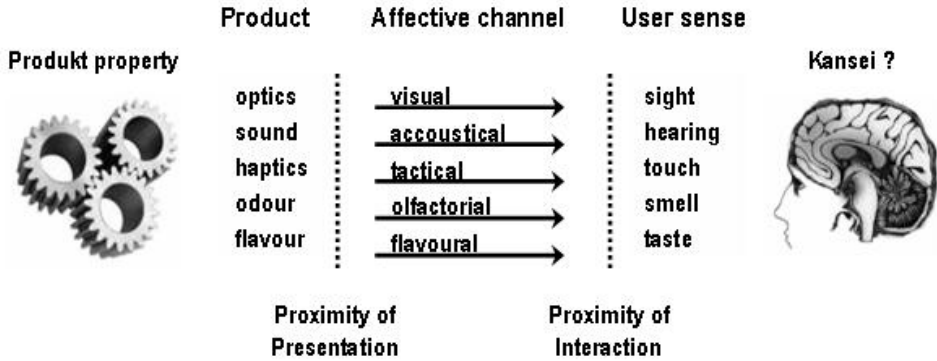 Product Affective channel User sense
Produkt property Kansei ?
optics visual sight
sound accoustical hearing
haptics tactical touch
odour olfactorial smell
flavour flavoural taste
Proximity of Proximity of
Presentation Interaction